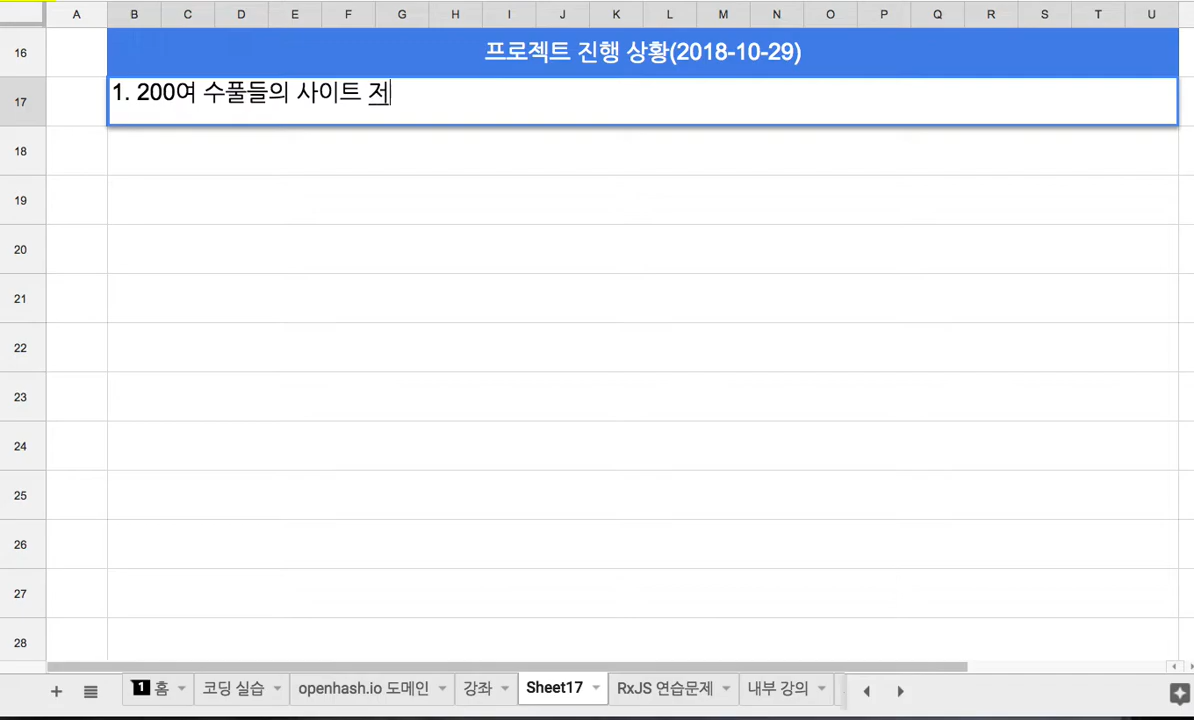 A B C D E F G H I J K L M N O P Q R S T U
16 프로젝트 진행 상황(2018-10-29)
17 1. 200여 수풀들의 사이트 저
18
19
20
21
22
23
24
25
26
27
28
1 홈 코딩 실습 openhash.io 도메인 강좌 Sheet17 RxJS 연습문제 내부 강의